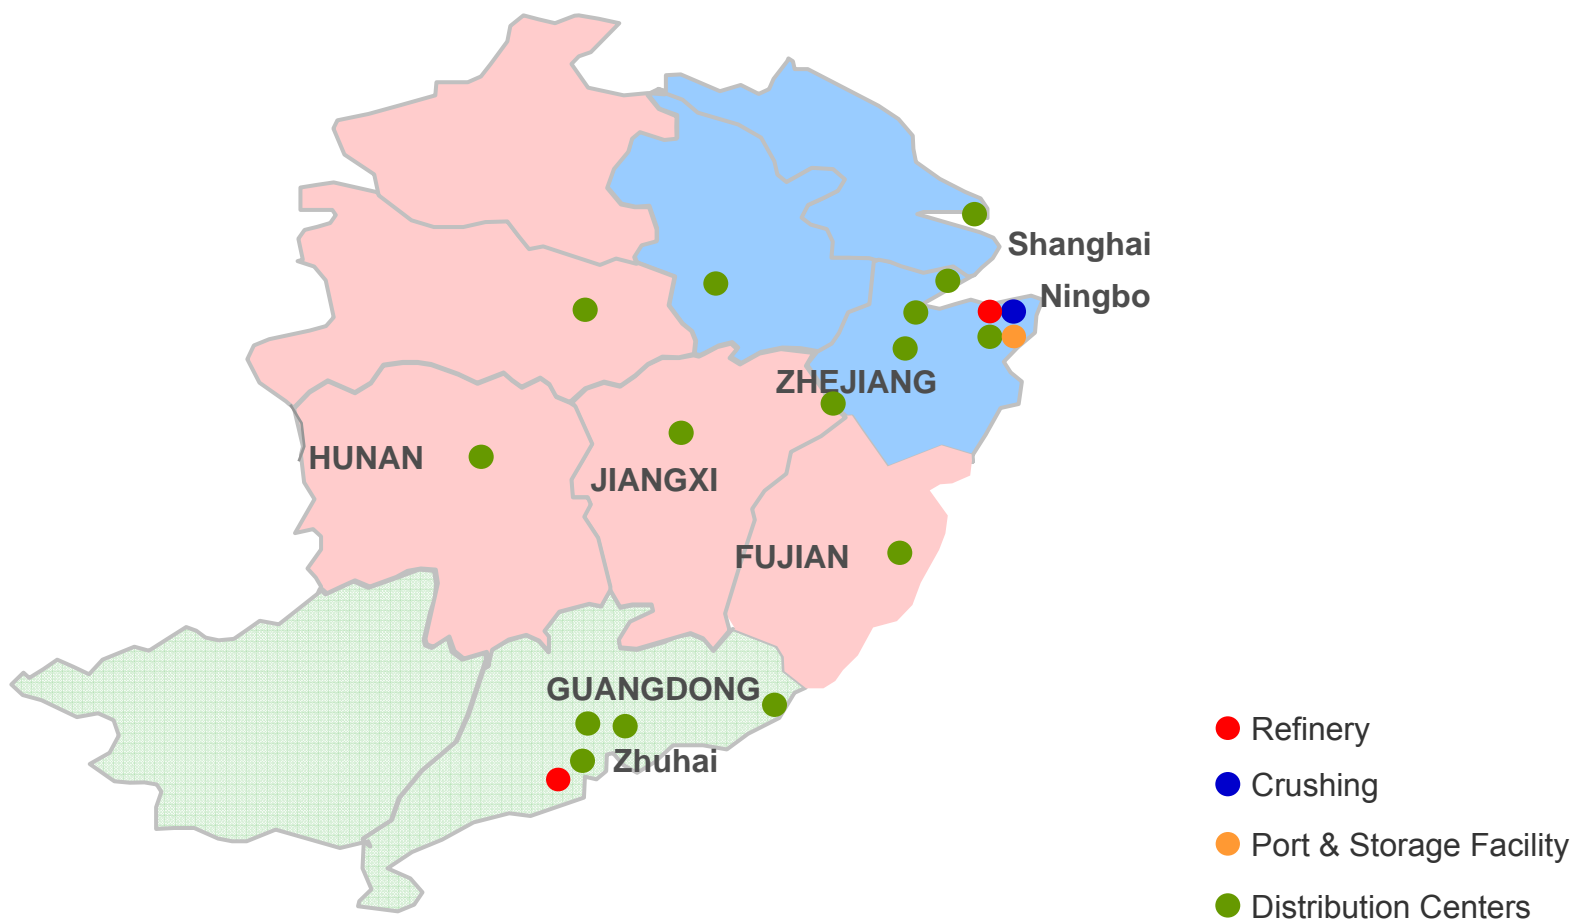 Shanghai
Ningbo
ZHEJIANG
HUNAN
JIANGXI
FUJIAN
GUANGDONG
Zhuhai
Refinery
Crushing
Port & Storage Facility
Distribution Centers